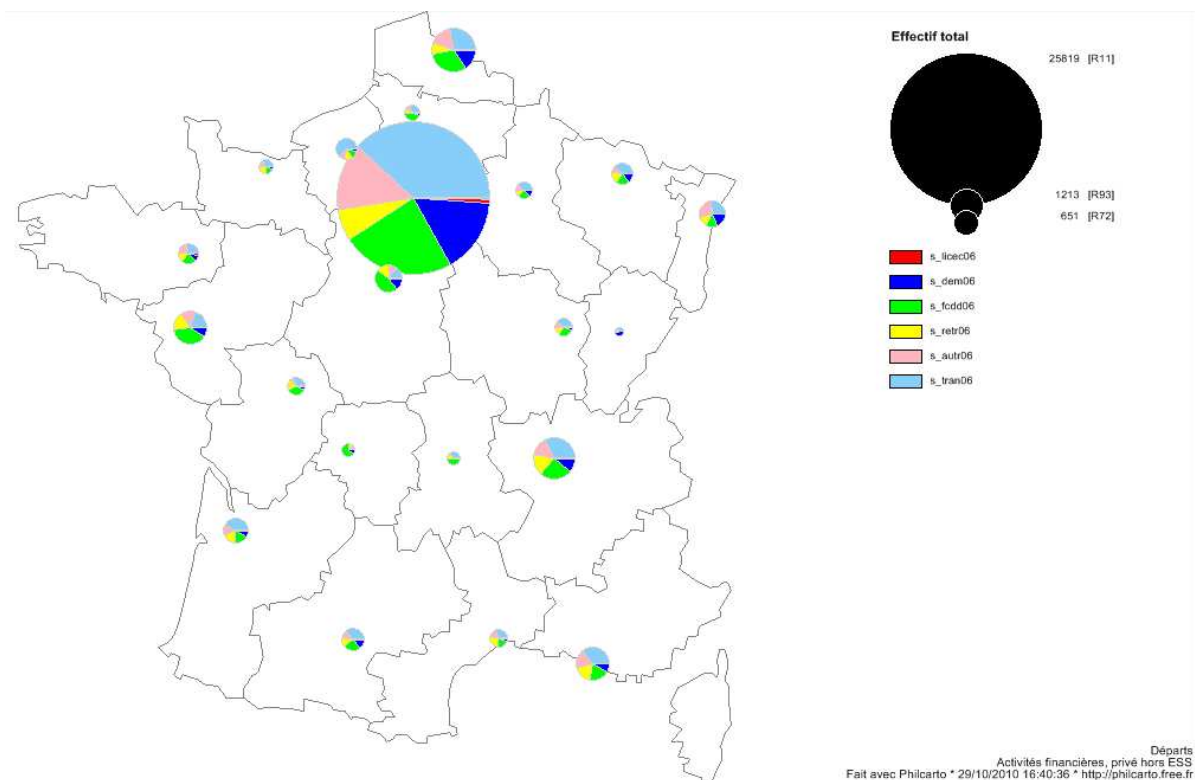 Effectif total
25819 [R11]
1213 [R93]
651 [R72]
s_licec06
s_dem06
s_fcdd06
s_retr06
s_autr06
s_tran06
Départs
Activités financières, privé hors ESS
Fait avec Philcarto * 29/10/2010 16:40:36 * http://philcarto.free.fr